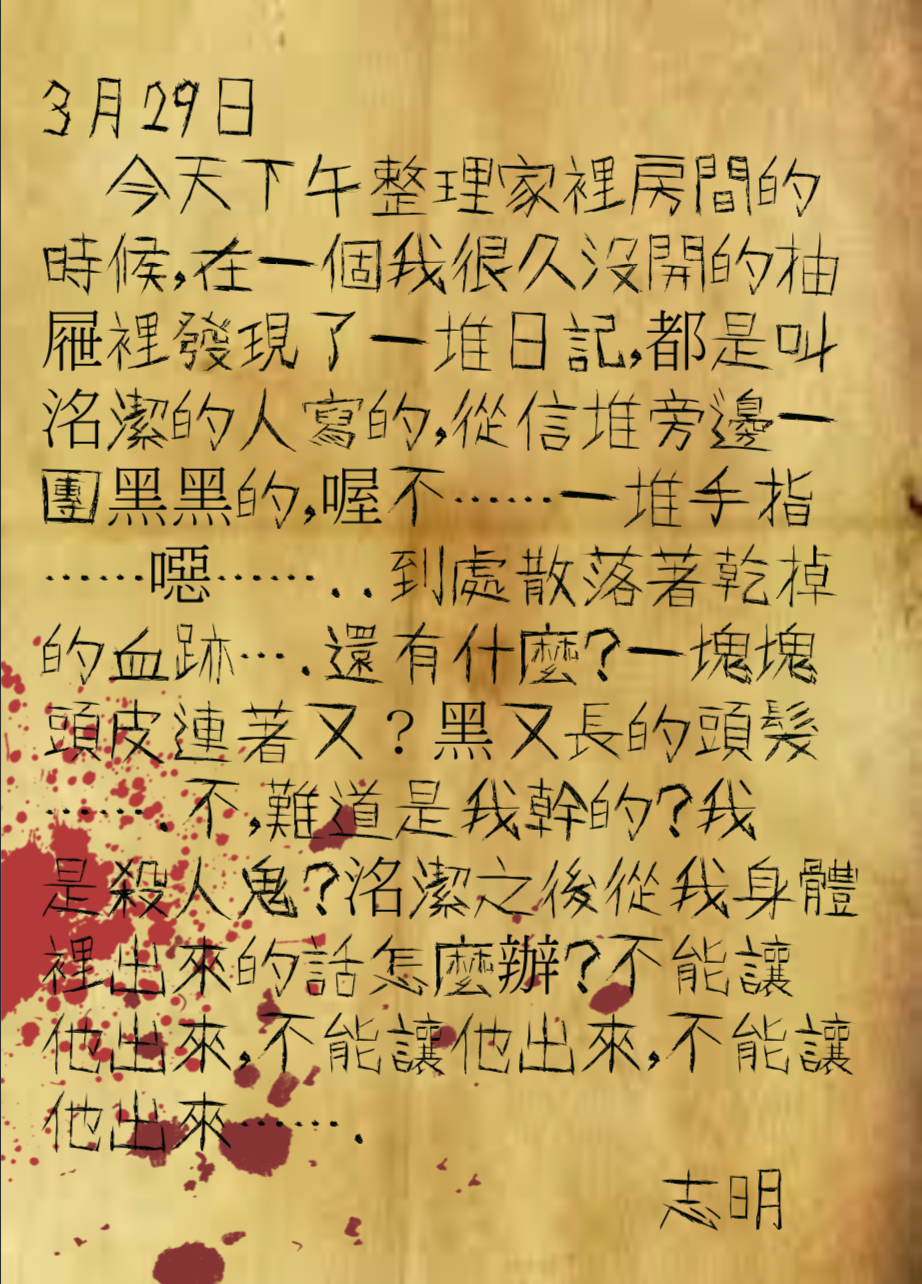 3月29日
今天下午整理家裡房間的
時候,在一個我很久沒開的抽
屜裡發現了一堆日記,都是叫
洺潔的人寫的,從信堆旁邊一
團黑黑的,喔不……一堆手指
……噁……..到處散落著乾掉
的血跡….還有什麼?一塊塊
頭皮連著又？黑又長的頭髮
…….不,難道是我幹的?我
是殺人鬼?洺潔之後從我身體
裡出來的話怎麼辦?不能讓
他出來,不能讓他出來,不能讓
他出來…….
志明